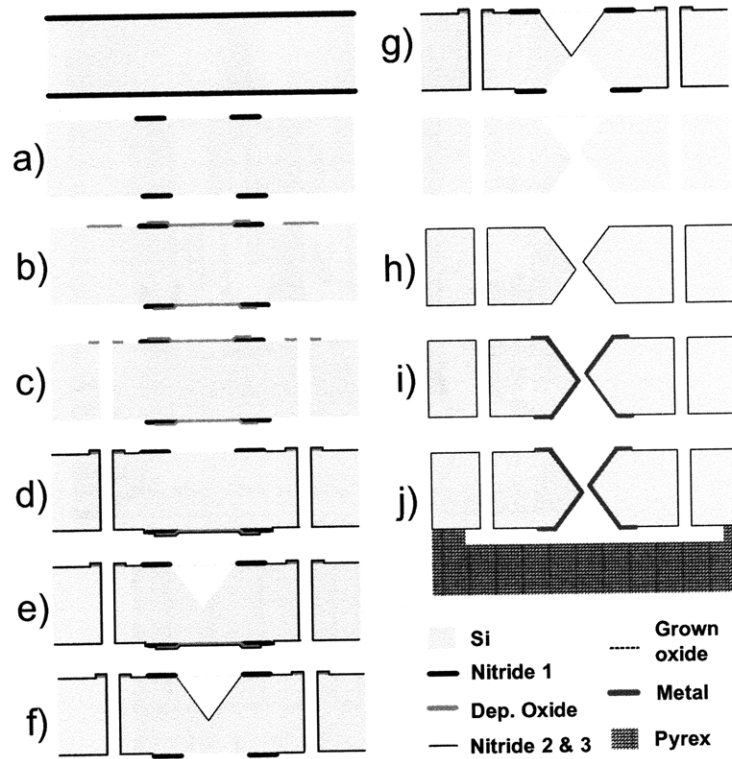 a)
b)
c)
d)
e)
f)
g)
h)
i)
j)
Si
Nitride 1
Dep. Oxide
Nitride 2 & 3
Grown
oxide
Metal
Pyrex